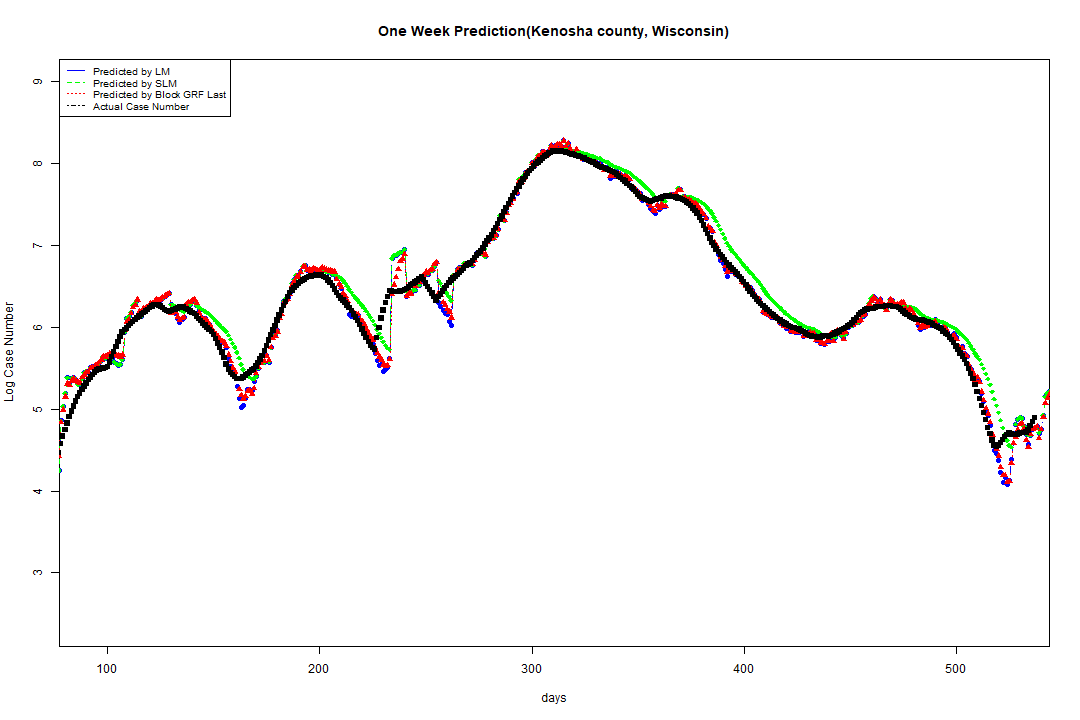 One Week Prediction(Kenosha county, Wisconsin)
Predicted by LM
Predicted by SLM
Predicted by Block GRF Last
Actual Case Number
Log Case Number
9
8
7
6
5
4
3
100 200 300 400 500
days